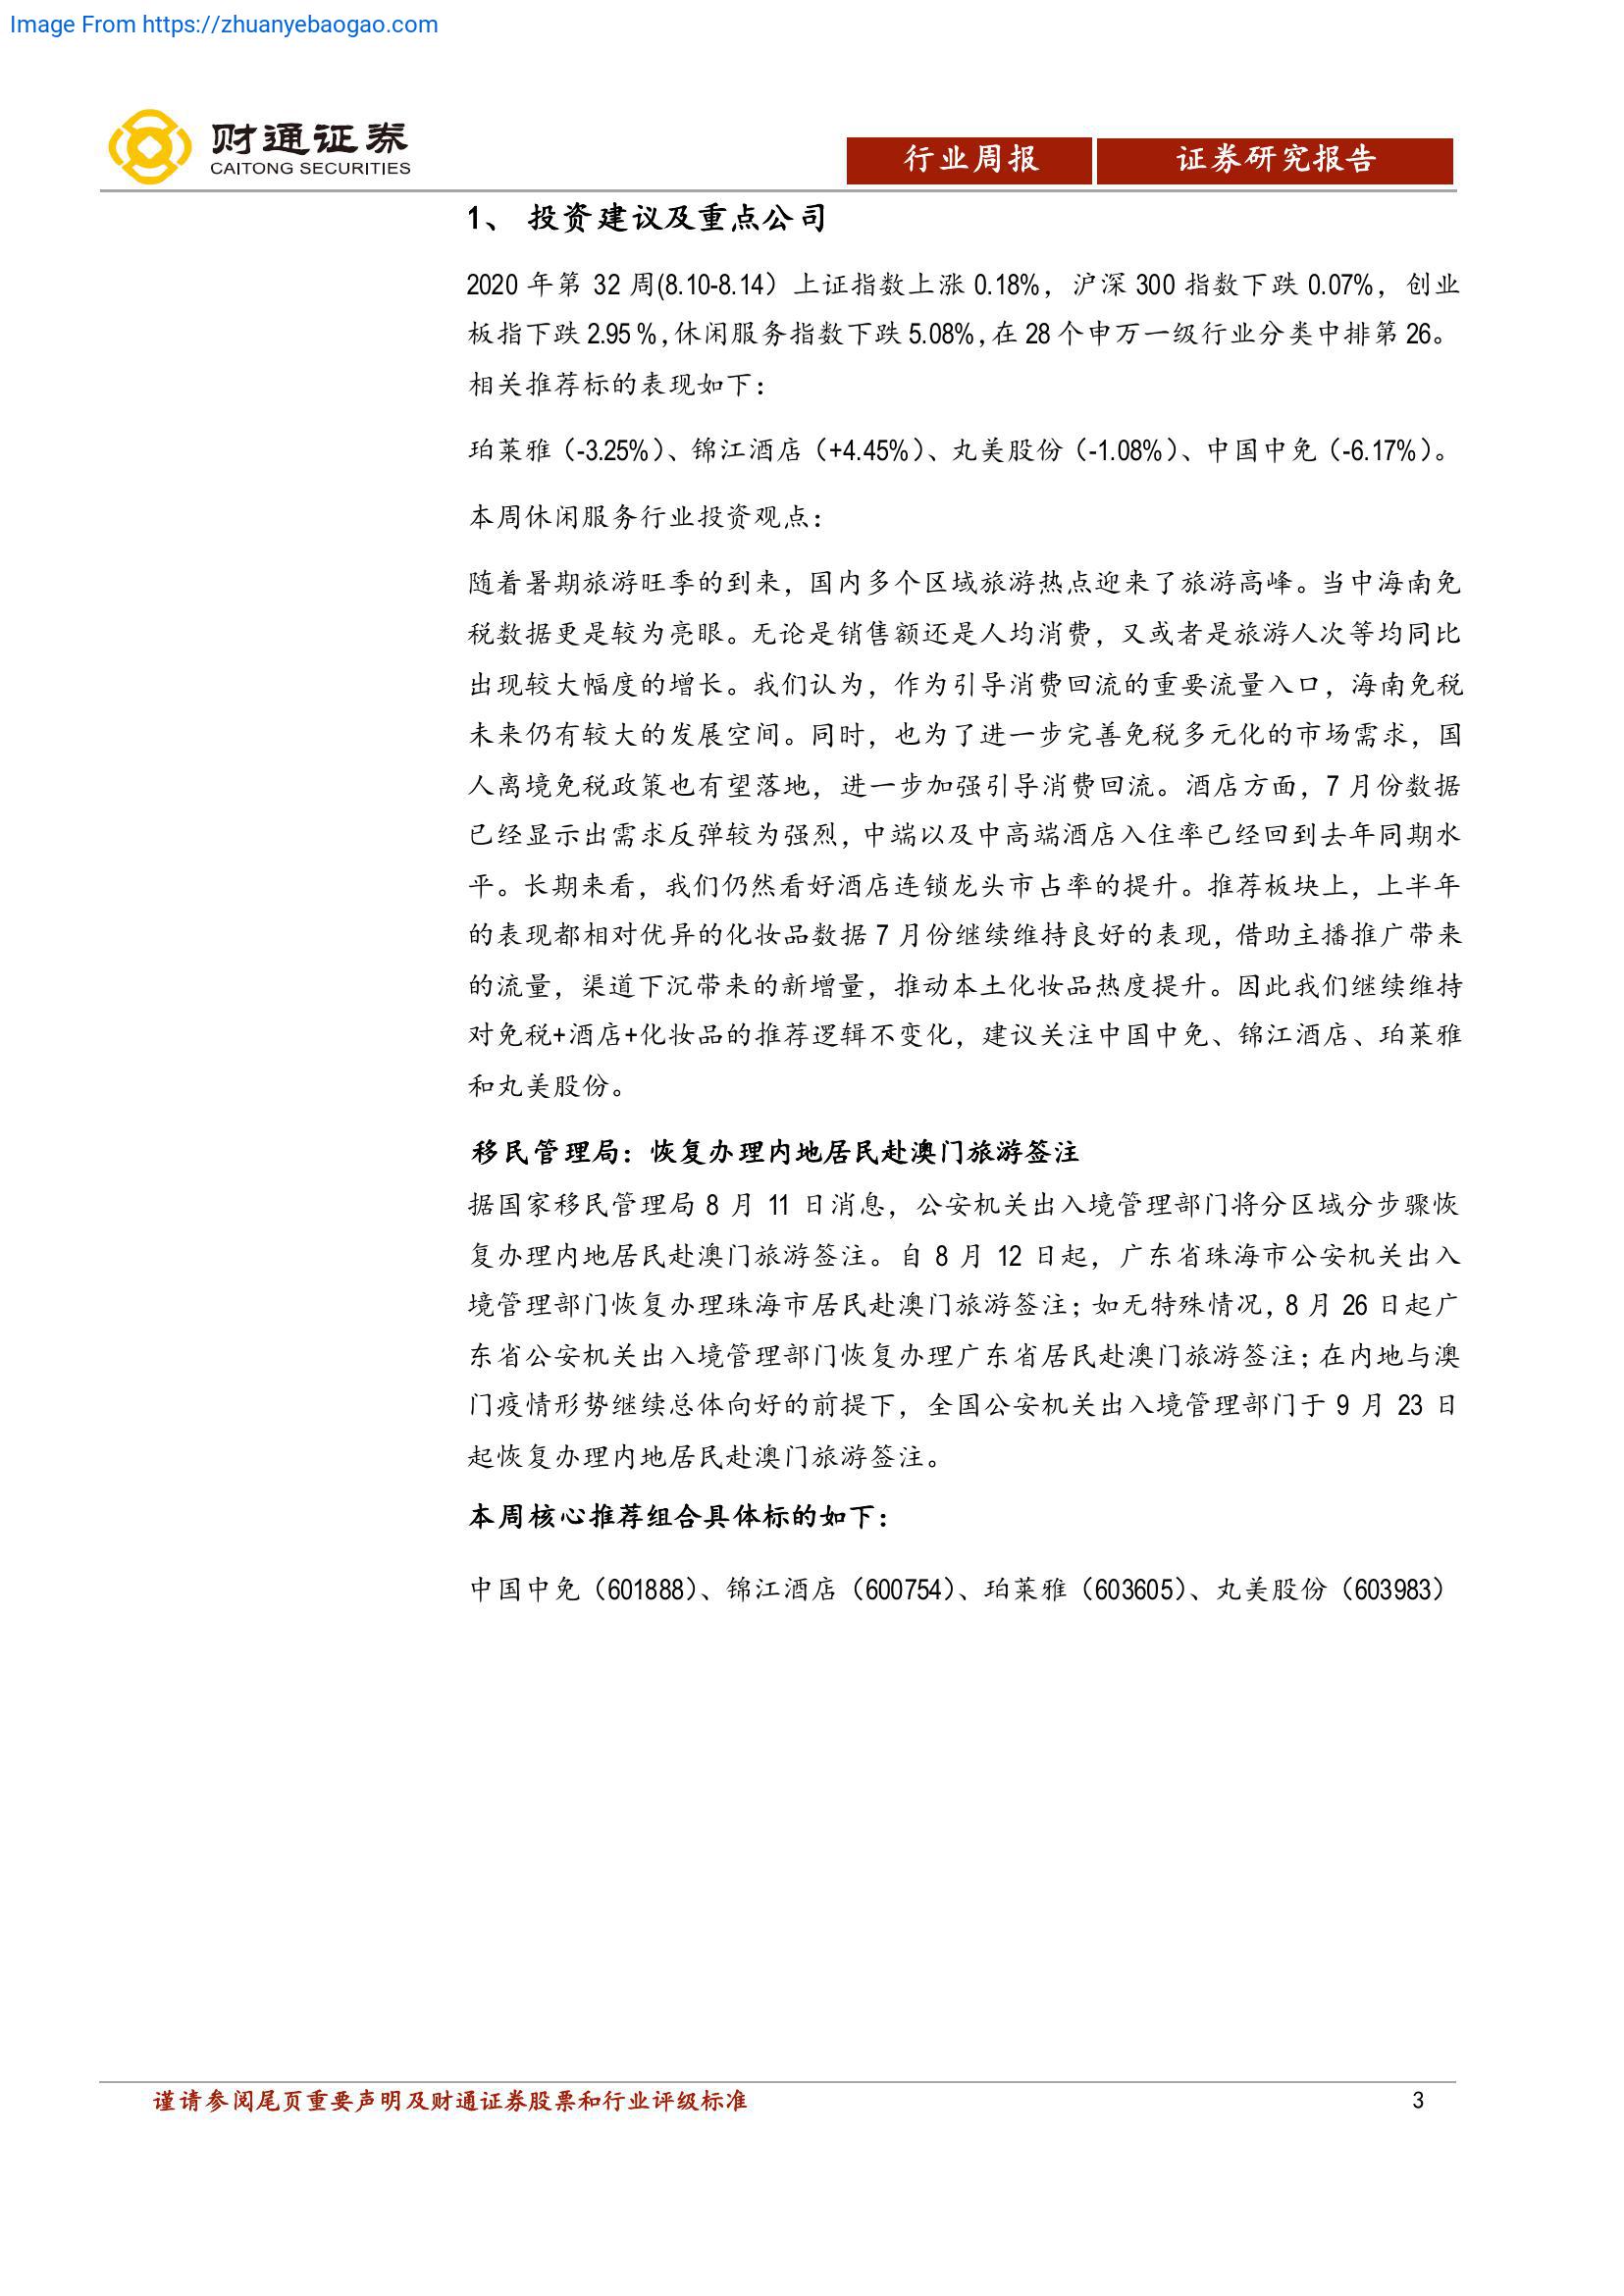 Image From https://zhuanyebaogao.com
财通证券
CAITONG SECURITIES
行业周报
证券研究报告
1、 投资建议及重点公司
2020 年第 32 周(8.10-8.14）上证指数上涨 0.18%，沪深 300 指数下跌 0.07%，创业
板指下跌 2.95 %，休闲服务指数下跌 5.08%，在 28 个申万一级行业分类中排第 26。
相关推荐标的表现如下：
珀莱雅（-3.25%）、锦江酒店（+4.45%）、丸美股份（-1.08%）、中国中免（-6.17%）。
本周休闲服务行业投资观点：
随着暑期旅游旺季的到来，国内多个区域旅游热点迎来了旅游高峰。当中海南免
税数据更是较为亮眼。无论是销售额还是人均消费，又或者是旅游人次等均同比
出现较大幅度的增长。我们认为，作为引导消费回流的重要流量入口，海南免税
未来仍有较大的发展空间。同时，也为了进一步完善免税多元化的市场需求，国
人离境免税政策也有望落地，进一步加强引导消费回流。酒店方面，7 月份数据
已经显示出需求反弹较为强烈，中端以及中高端酒店入住率已经回到去年同期水
平。长期来看，我们仍然看好酒店连锁龙头市占率的提升。推荐板块上，上半年
的表现都相对优异的化妆品数据 7 月份继续维持良好的表现，借助主播推广带来
的流量，渠道下沉带来的新增量，推动本土化妆品热度提升。因此我们继续维持
对免税+酒店+化妆品的推荐逻辑不变化，建议关注中国中免、锦江酒店、珀莱雅
和丸美股份。
移民管理局：恢复办理内地居民赴澳门旅游签注
据国家移民管理局 8 月 11 日消息，公安机关出入境管理部门将分区域分步骤恢
复办理内地居民赴澳门旅游签注。自 8 月 12 日起，广东省珠海市公安机关出入
境管理部门恢复办理珠海市居民赴澳门旅游签注；如无特殊情况，8 月 26 日起广
东省公安机关出入境管理部门恢复办理广东省居民赴澳门旅游签注；在内地与澳
门疫情形势继续总体向好的前提下，全国公安机关出入境管理部门于 9 月 23 日
起恢复办理内地居民赴澳门旅游签注。
本周核心推荐组合具体标的如下：
中国中免（601888）、锦江酒店（600754）、珀莱雅（603605）、丸美股份（603983）
谨请参阅尾页重要声明及财通证券股票和行业评级标准
3